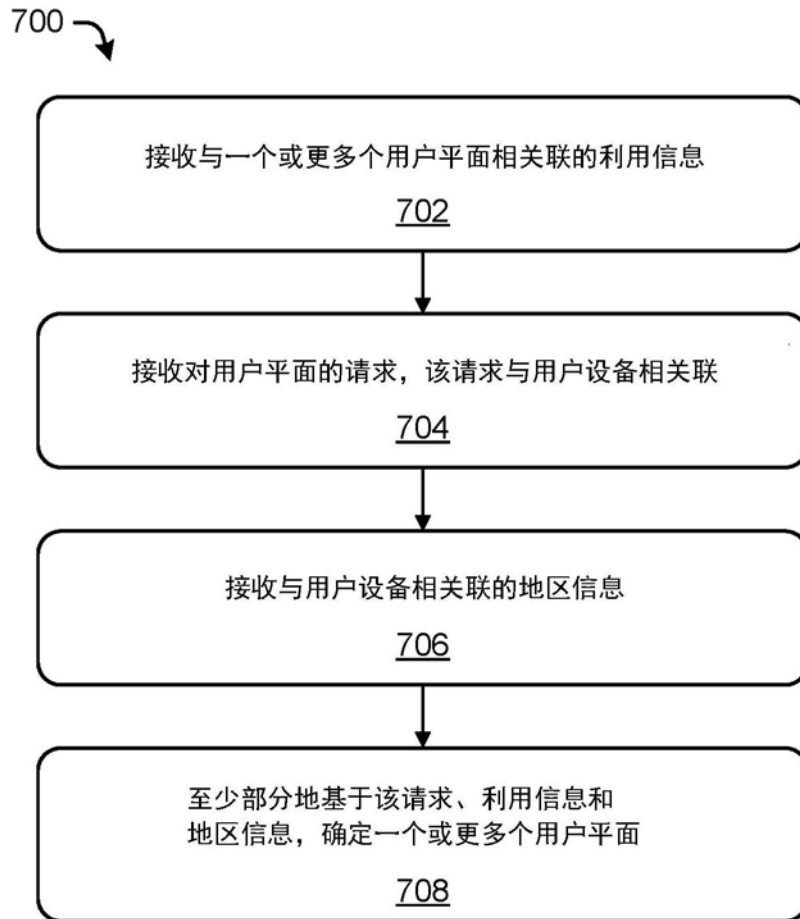 700
接收与一个或更多个用户平面相关联的利用信息
702
接收对用户平面的请求，该请求与用户设备相关联
704
接收与用户设备相关联的地区信息
706
至少部分地基于该请求、利用信息和
地区信息，确定一个或更多个用户平面
708